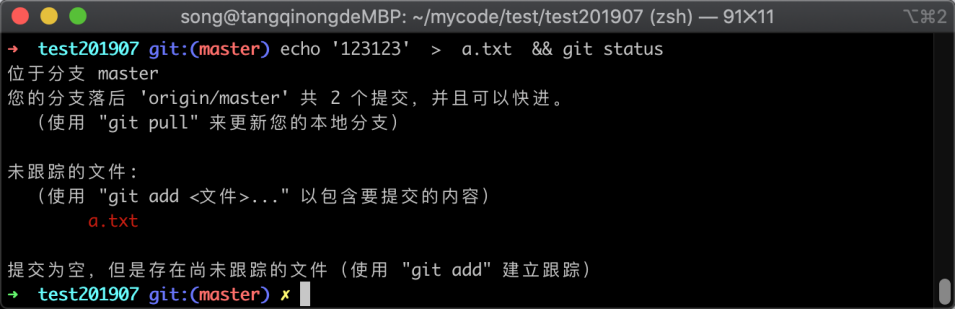 song@tangqinongdeMBP: ~/mycode/test/test201907 (zsh) — 91×11
⌥⌘2
➜ test201907 git:(master) echo '123123' > a.txt && git status
位于分支 master
您的分支落后 'origin/master' 共 2 个提交，并且可以快进。
（使用 "git pull" 来更新您的本地分支）
未跟踪的文件:
（使用 "git add <文件>..." 以包含要提交的内容）
a.txt
提交为空，但是存在尚未跟踪的文件（使用 "git add" 建立跟踪）
➜ test201907 git:(master) ✗